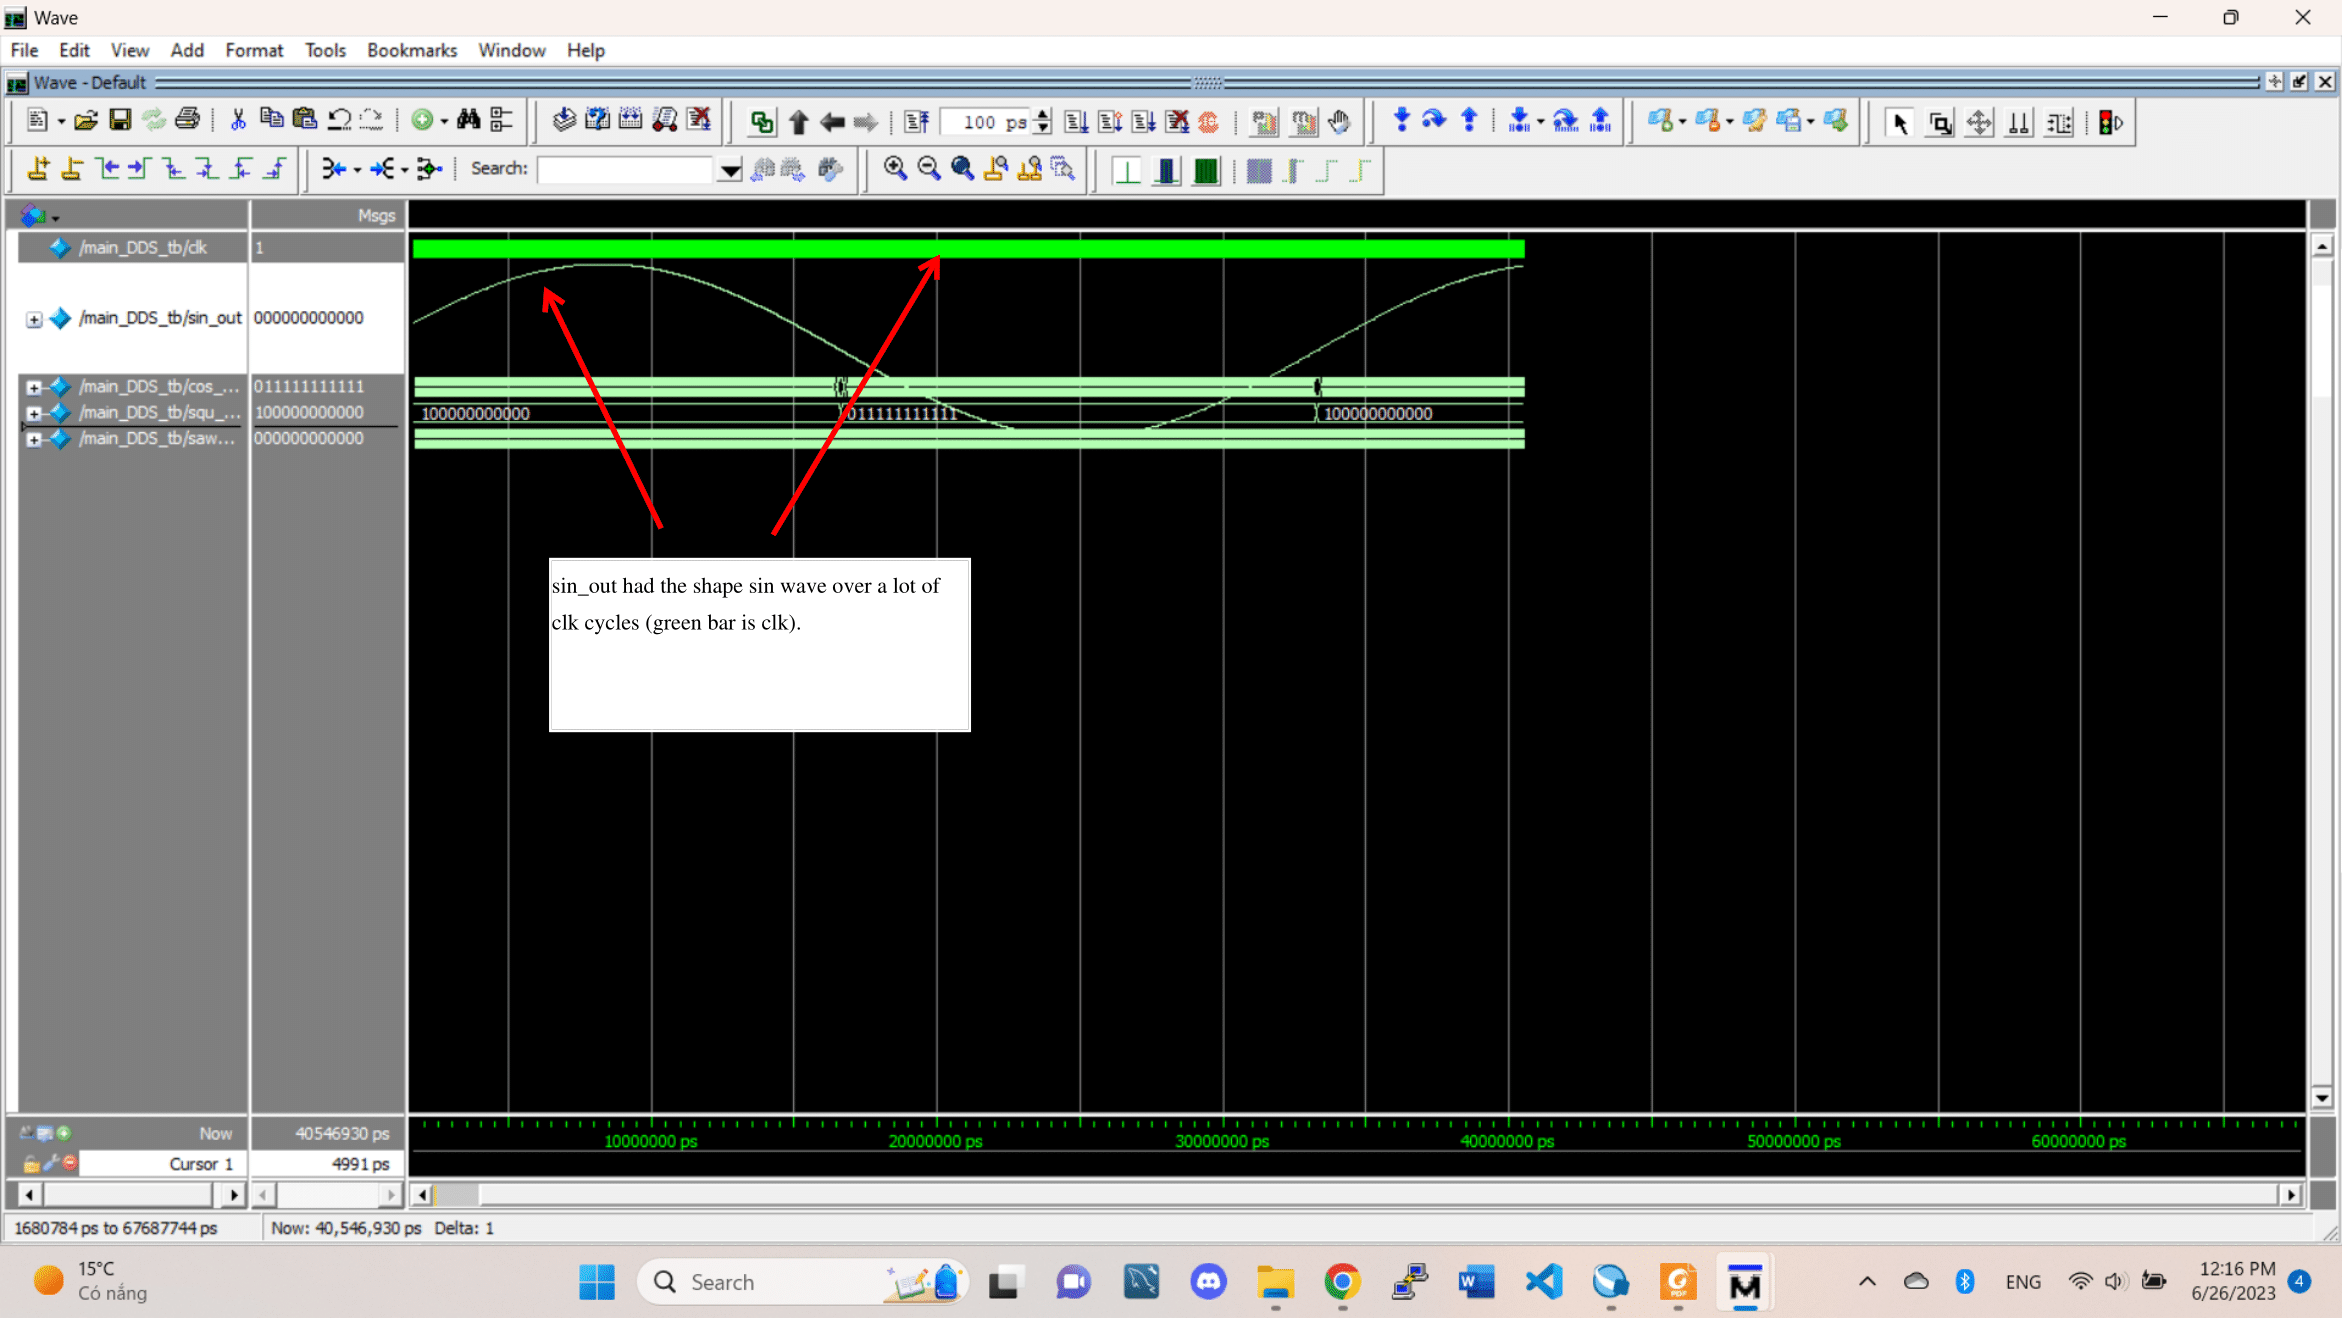 Wave
File Edit View Add Format Tools Bookmarks Window Help
Wave - Default
100 ps
Search:
Msgs
/main_DDS_tb/clk 1
/main_DDS_tb/sin_out 000000000000
/main_DDS_tb/cos_... 011111111111
/main_DDS_tb/squ_... 100000000000 100000000000 011111111111 100000000000
/main_DDS_tb/saw... 000000000000
sin_out had the shape sin wave over a lot of
clk cycles (green bar is clk).
Now 40546930 ps 10000000 ps 20000000 ps 30000000 ps 40000000 ps 50000000 ps 60000000 ps
Cursor 1 4991 ps
1680784 ps to 67687744 ps Now: 40,546,930 ps Delta: 1
15°C
Có nắng
Search
ENG
12:16 PM
6/26/2023
4